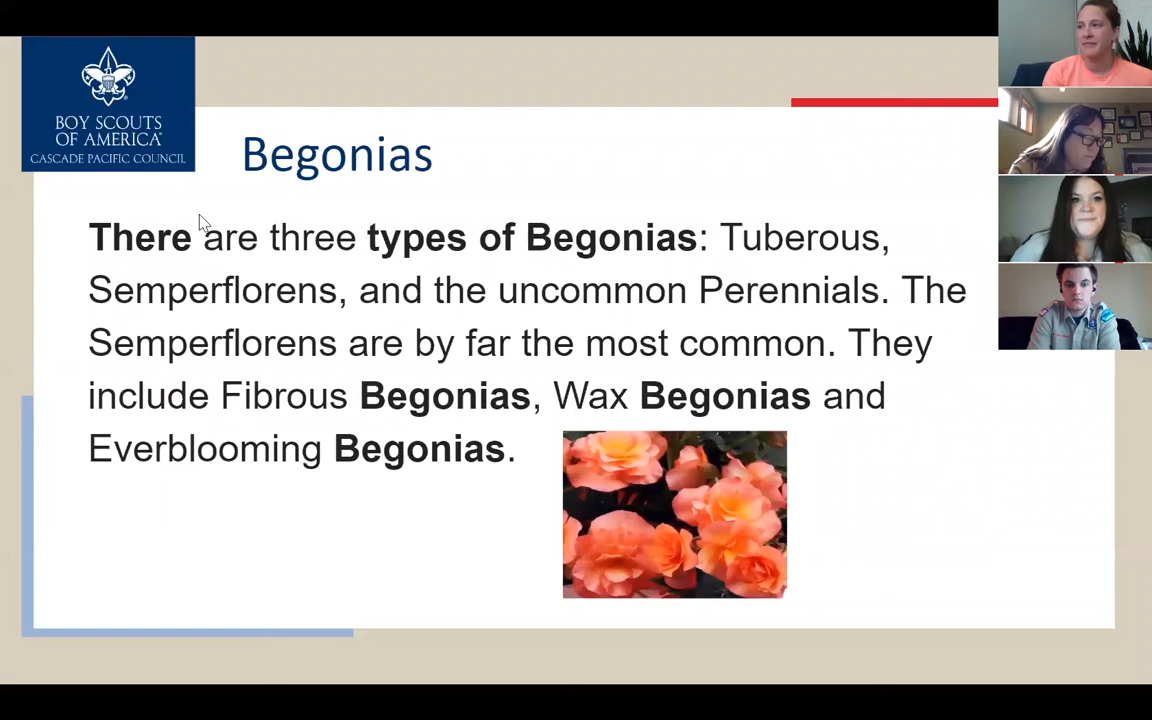 BOY SCOUTS
OF AMERICA
CASCADE PACIFIC COUNCIL
Begonias
There are three types of Begonias: Tuberous,
Semperflorens, and the uncommon Perennials. The
Semperflorens are by far the most common. They
include Fibrous Begonias, Wax Begonias and
Everblooming Begonias.